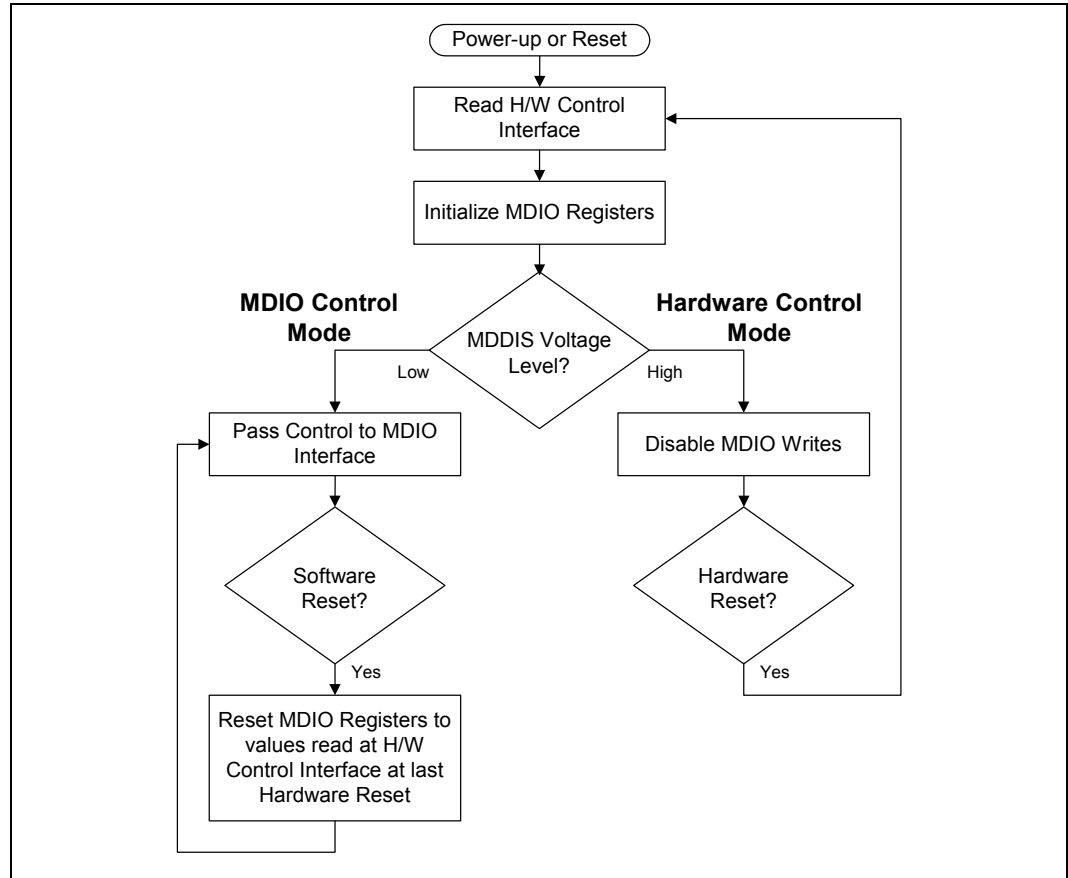 Power-up or Reset
Read H/W Control
Interface
Initialize MDIO Registers
MDIO Control
Mode
Hardware Control
Mode
MDDIS Voltage
Level?
Low
High
Pass Control to MDIO
Interface
Disable MDIO Writes
Software
Reset?
Hardware
Reset?
Yes
Yes
Reset MDIO Registers to
values read at H/W
Control Interface at last
Hardware Reset